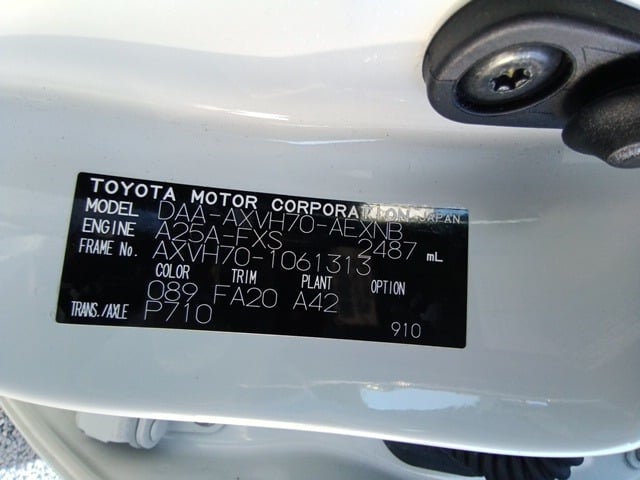 TOYOTA MOTOR CORPORATION JAPAN
MODEL DAA-AXVH70-AEXNB
ENGINE A25A-FXS 2487 mL
FRAME No. AXVH70-1061313
COLOR TRIM PLANT OPTION
089 FA20 A42
TRANS./AXLE P710
910